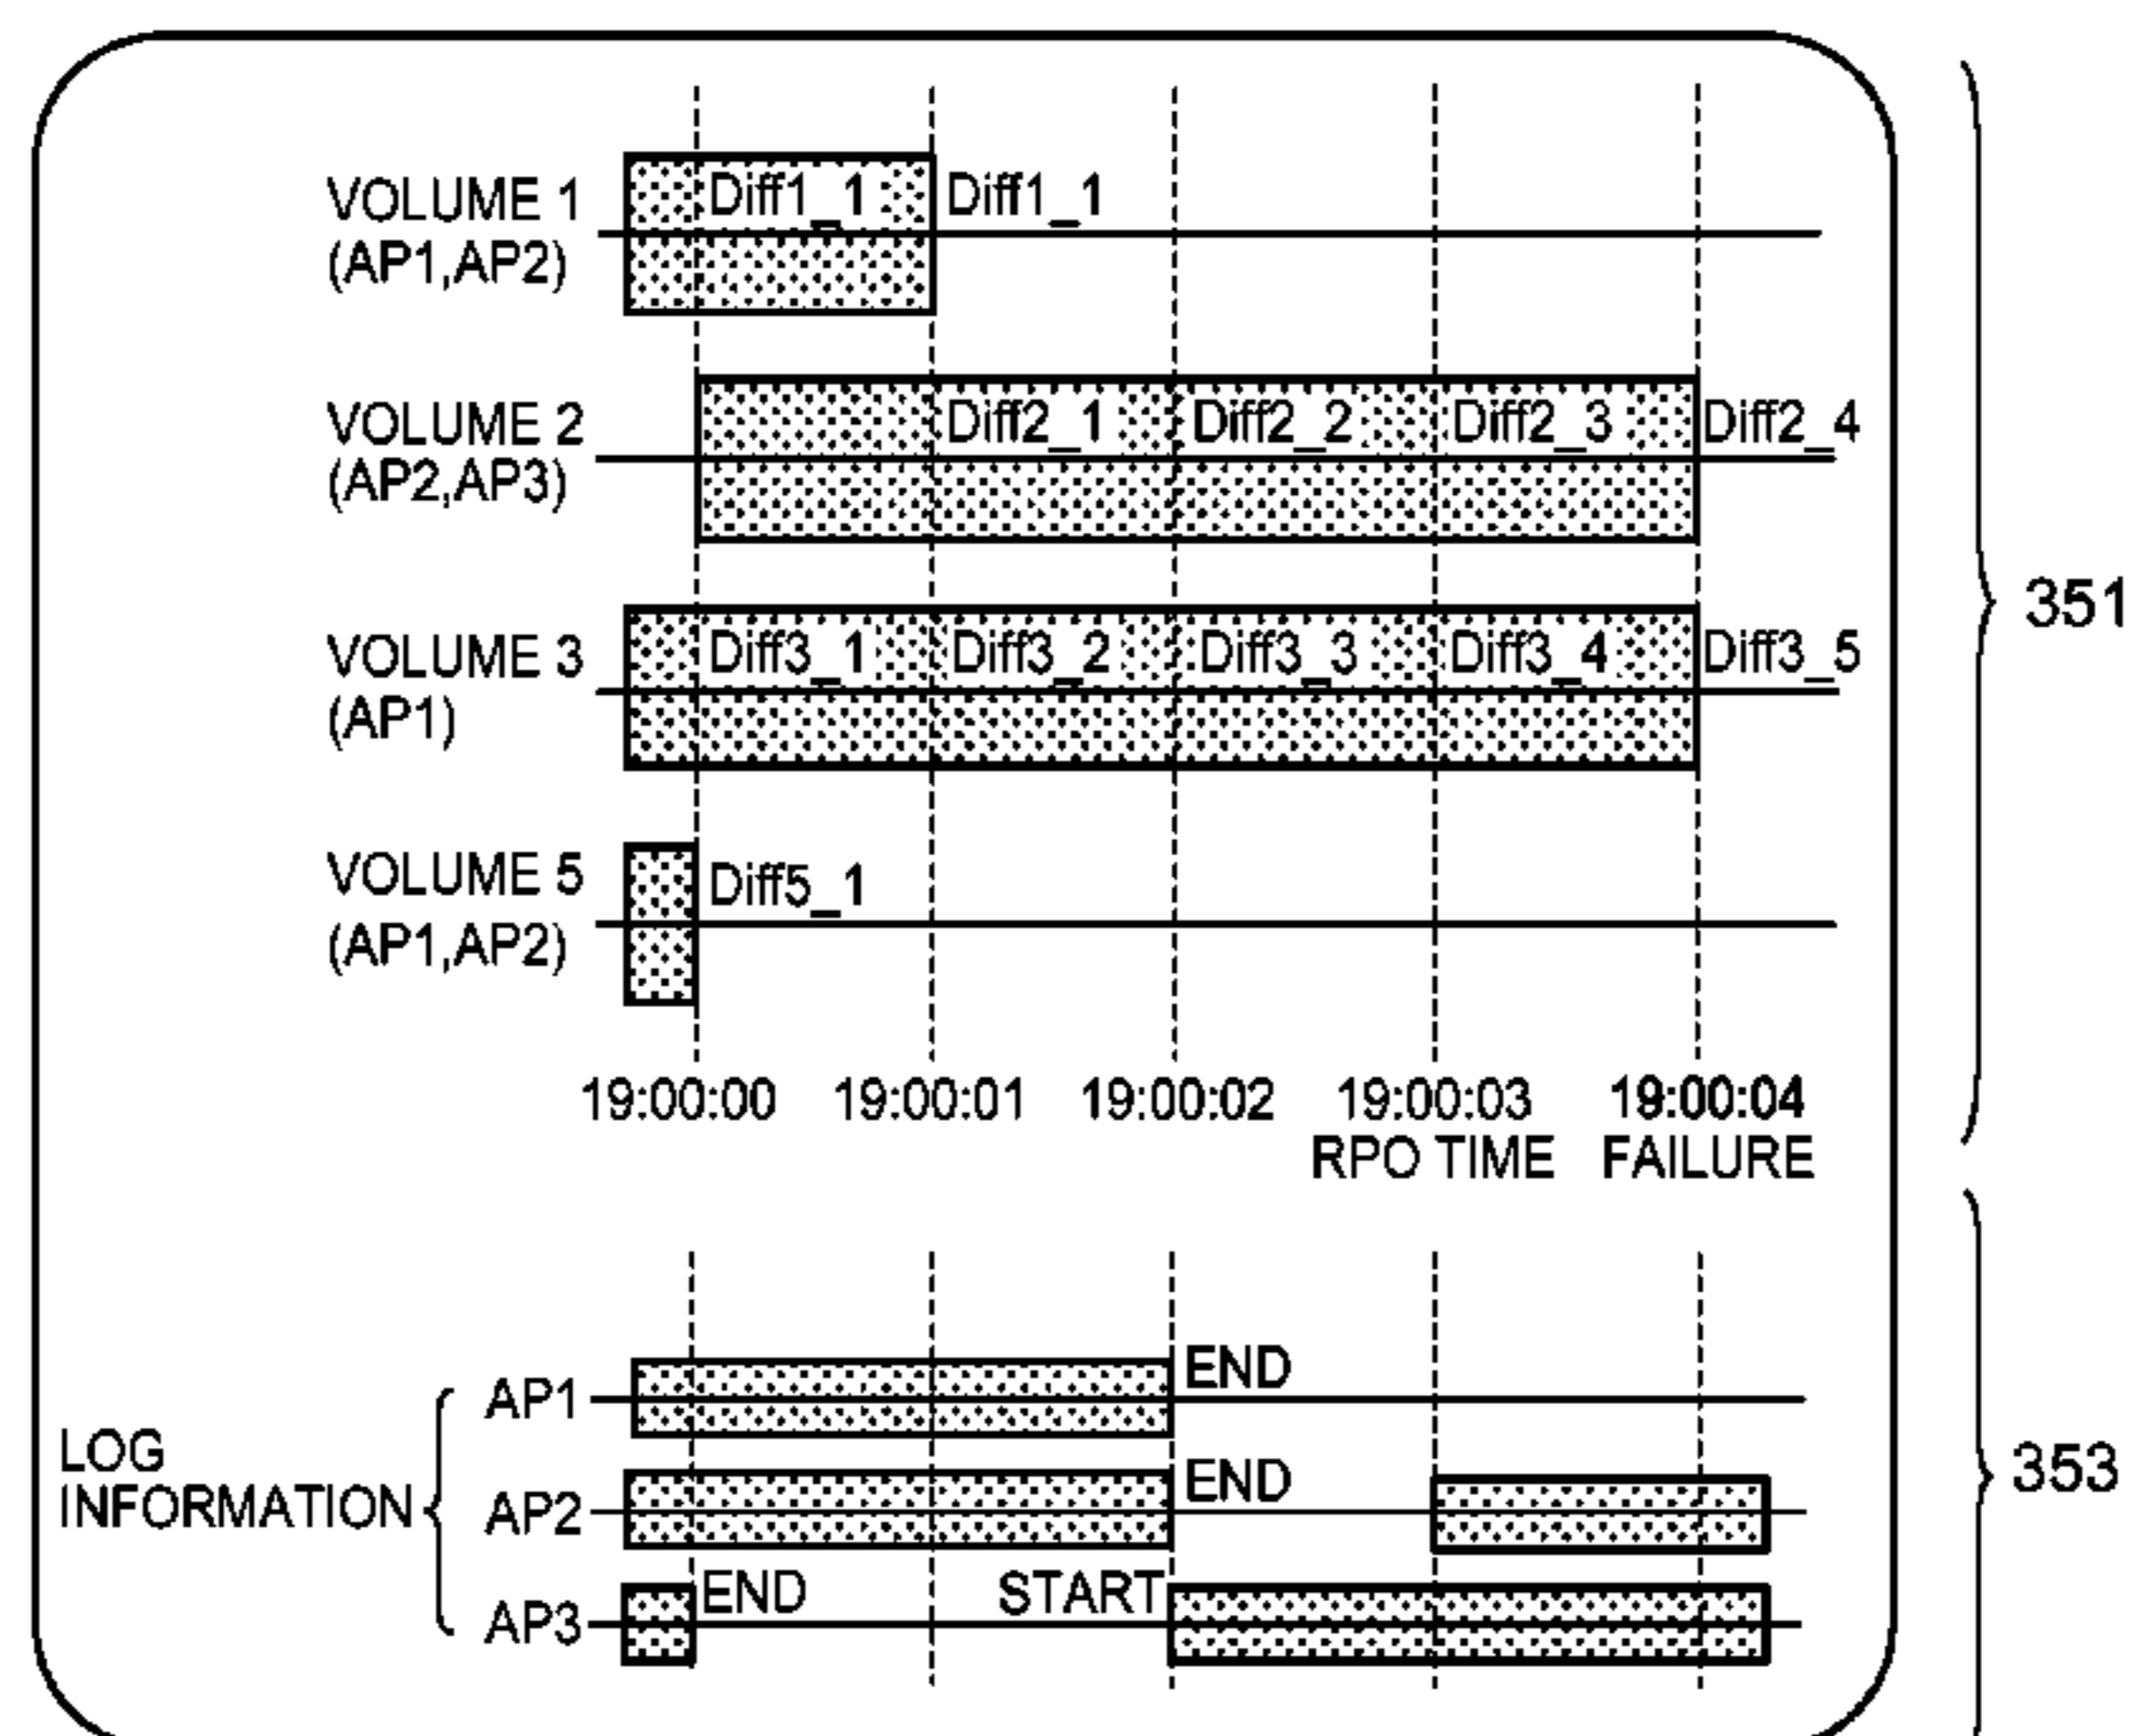 VOLUME 1
(AP1,AP2)
Diff1_1
Diff1_1
VOLUME 2
(AP2,AP3)
Diff2_1
Diff2_2
Diff2_3
Diff2_4
VOLUME 3
(AP1)
Diff3_1
Diff3_2
Diff3_3
Diff3_4
Diff3_5
VOLUME 5
(AP1,AP2)
Diff5_1
19:00:00
19:00:01
19:00:02
19:00:03
RPO TIME
19:00:04
FAILURE
351
LOG
INFORMATION
AP1
END
AP2
END
AP3
END
START
353